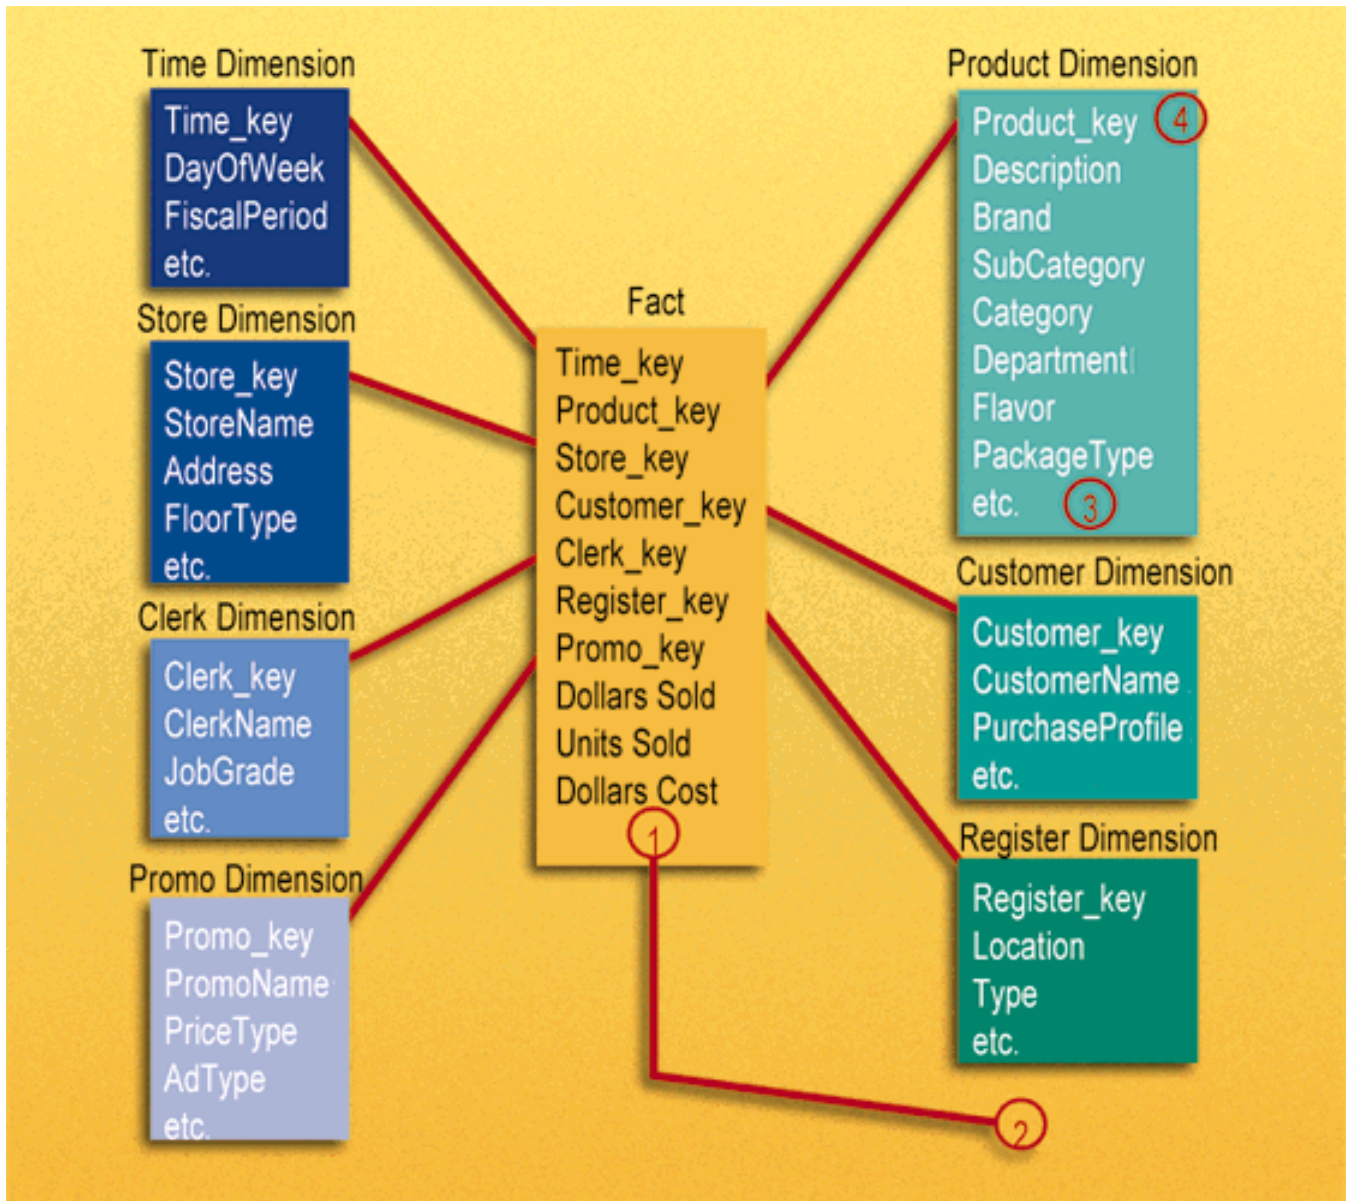 Time Dimension
Time_key
DayOfWeek
FiscalPeriod
etc.
Store Dimension
Store_key
StoreName
Address
FloorType
etc.
Clerk Dimension
Clerk_key
ClerkName
JobGrade
etc.
Promo Dimension
Promo_key
PromoName
PriceType
AdType
etc.
Fact
Time_key
Product_key
Store_key
Customer_key
Clerk_key
Register_key
Promo_key
Dollars Sold
Units Sold
Dollars Cost
1
Product Dimension
Product_key 4
Description
Brand
SubCategory
Category
Department
Flavor
PackageType
etc. 3
Customer Dimension
Customer_key
CustomerName
PurchaseProfile
etc.
Register Dimension
Register_key
Location
Type
etc.
2